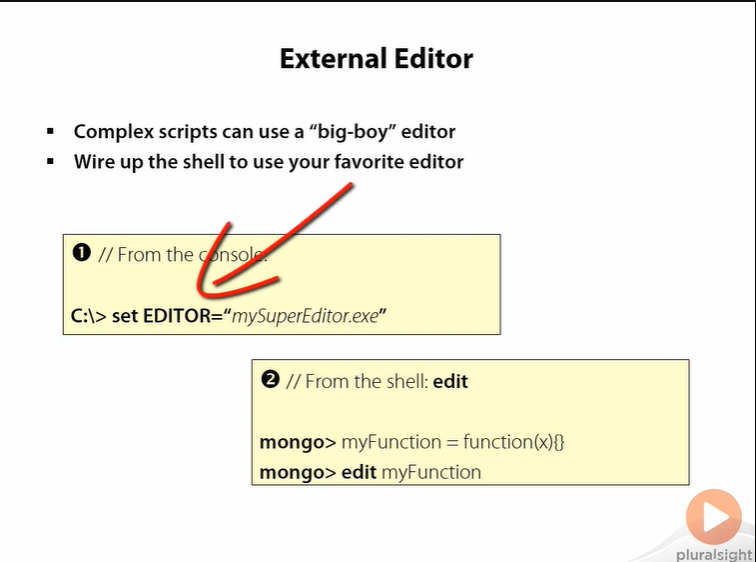 External Editor
▪ Complex scripts can use a “big-boy” editor
▪ Wire up the shell to use your favorite editor
❶ // From the console:
C:\> set EDITOR=“mySuperEditor.exe”
❷ // From the shell: edit
mongo> myFunction = function(x){}
mongo> edit myFunction
pluralsight